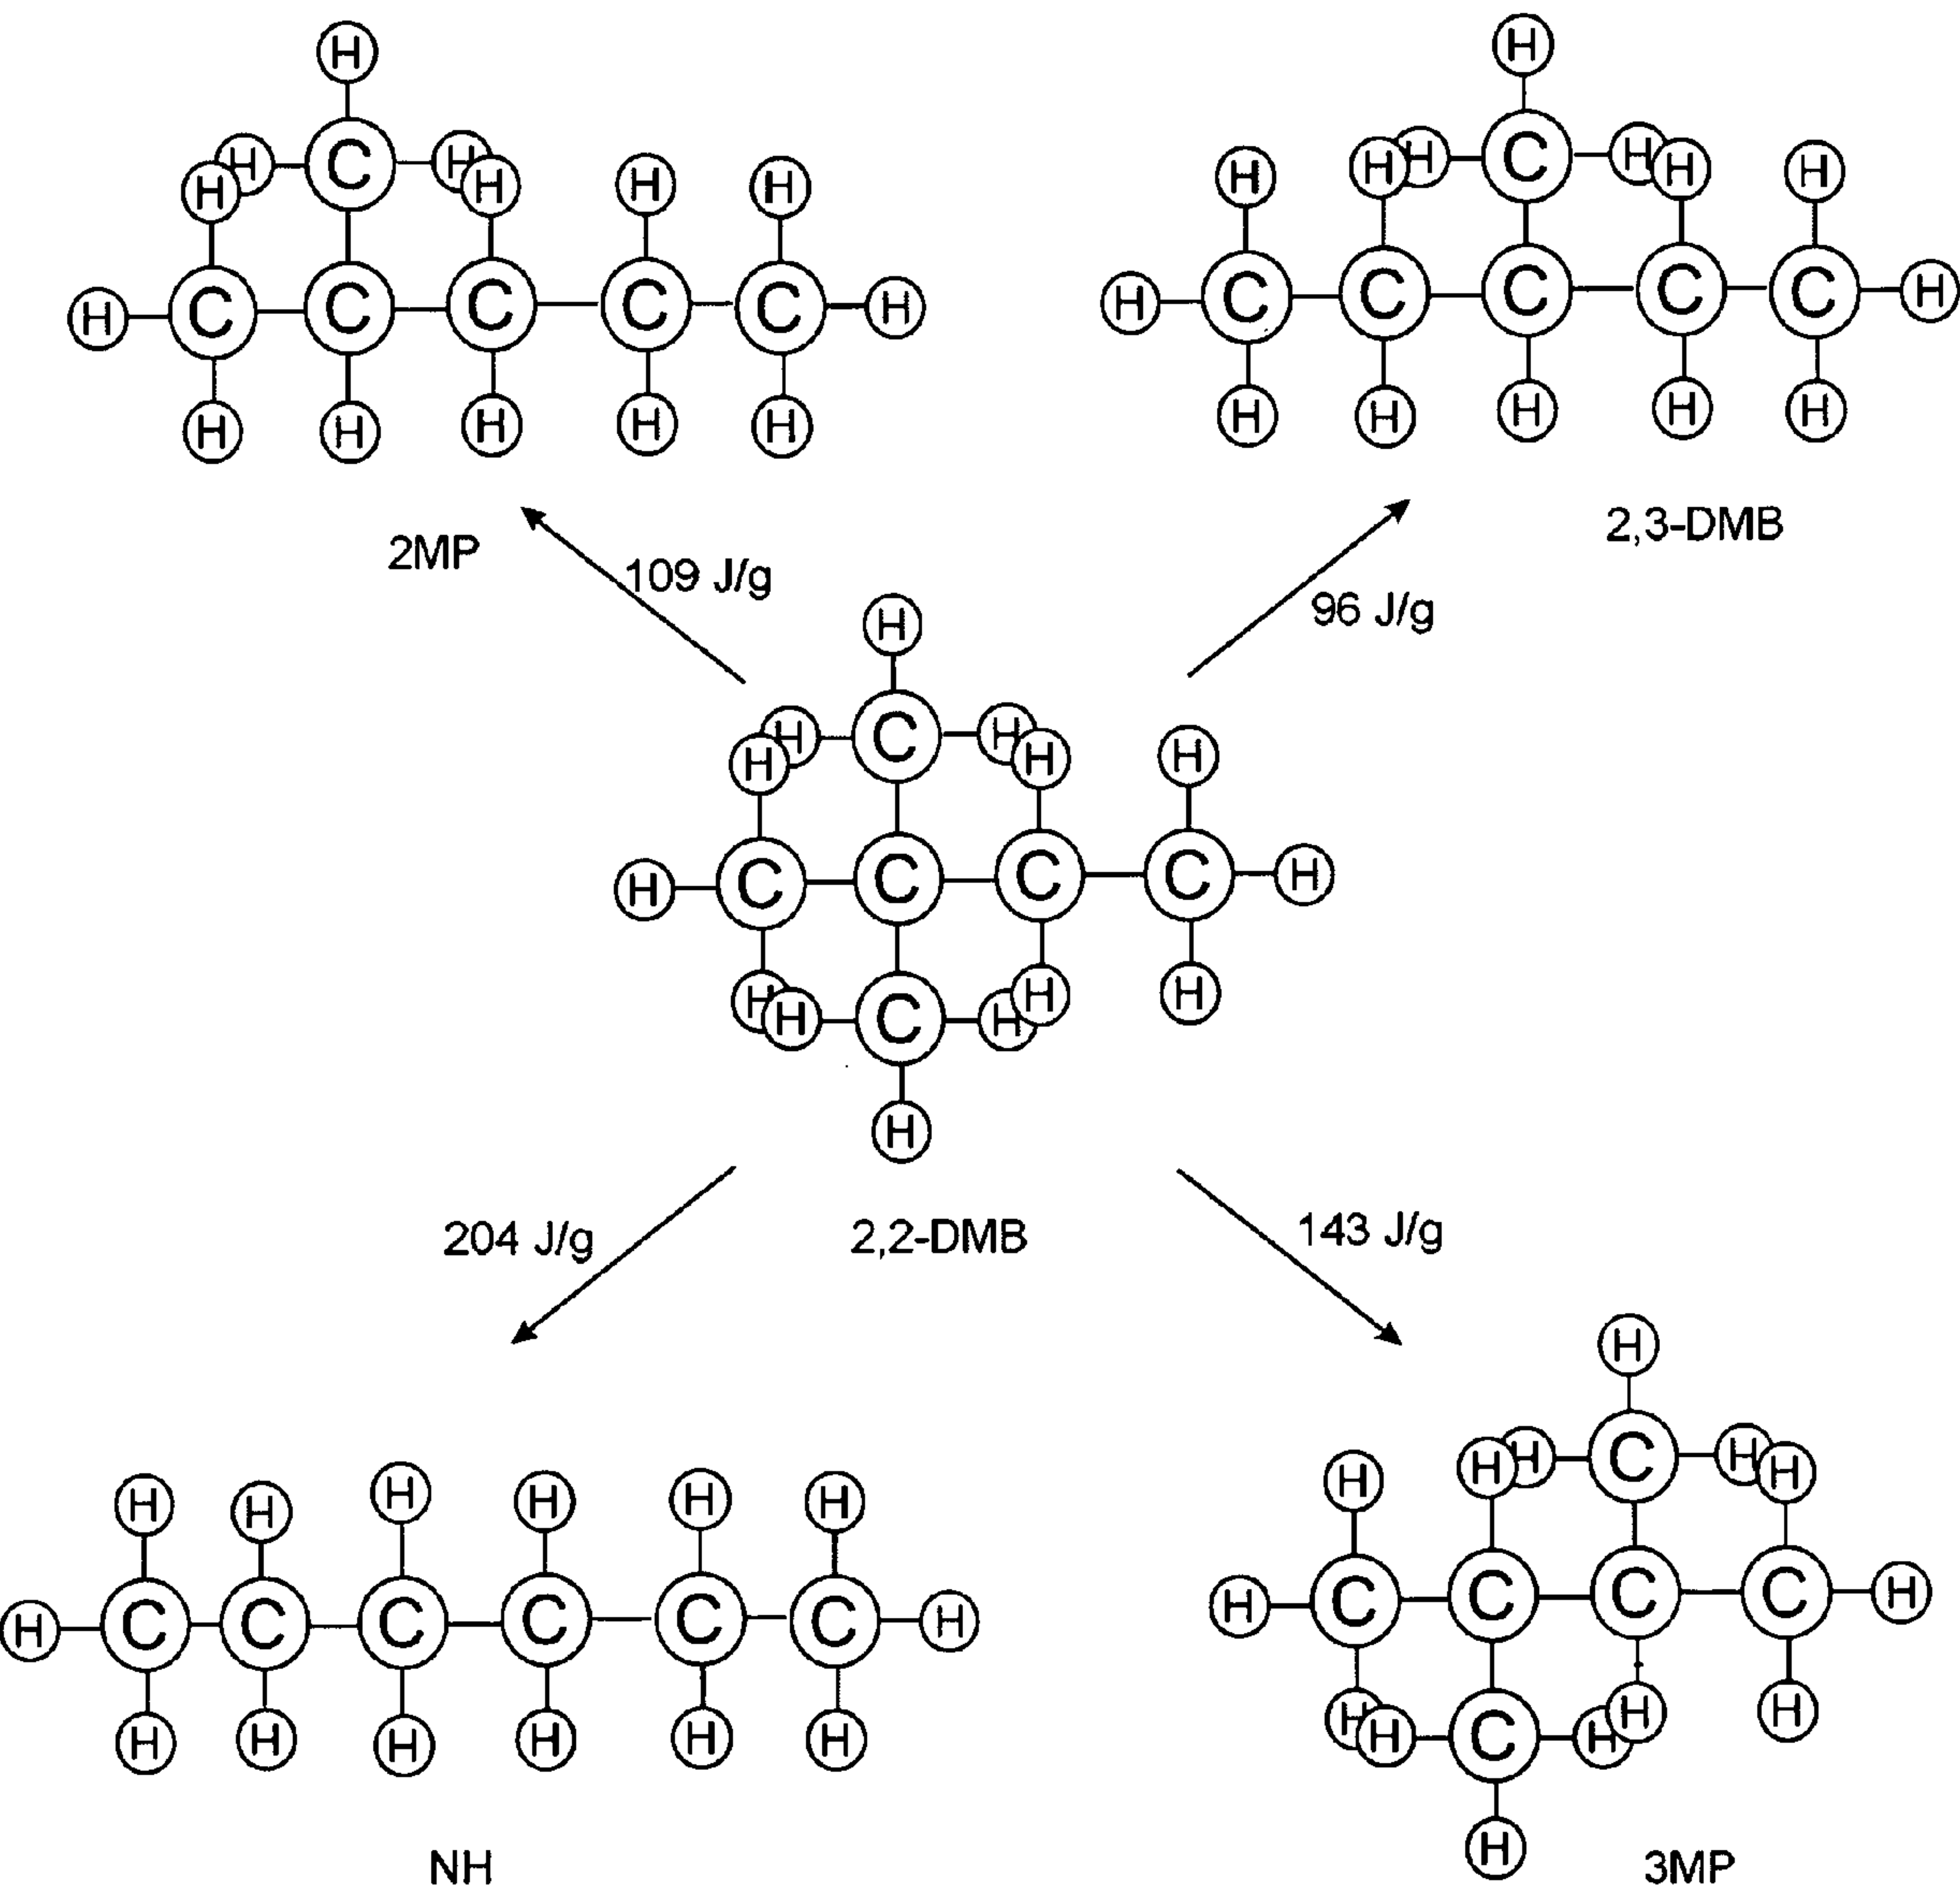 H
H C H
H H H H
H C C C C C H
H H H H H
2MP
H
H C H
H H H H
H C C C C C H
H H H H H
2,3-DMB
109 J/g
96 J/g
H
H C H
H H H
H C C C C H
H H H
H C H
H
2,2-DMB
204 J/g
143 J/g
H H H H H H
H C C C C C C H
H H H H H H
NH
H
H C H
H H H
H C C C C H
H H H
H C H
H
3MP